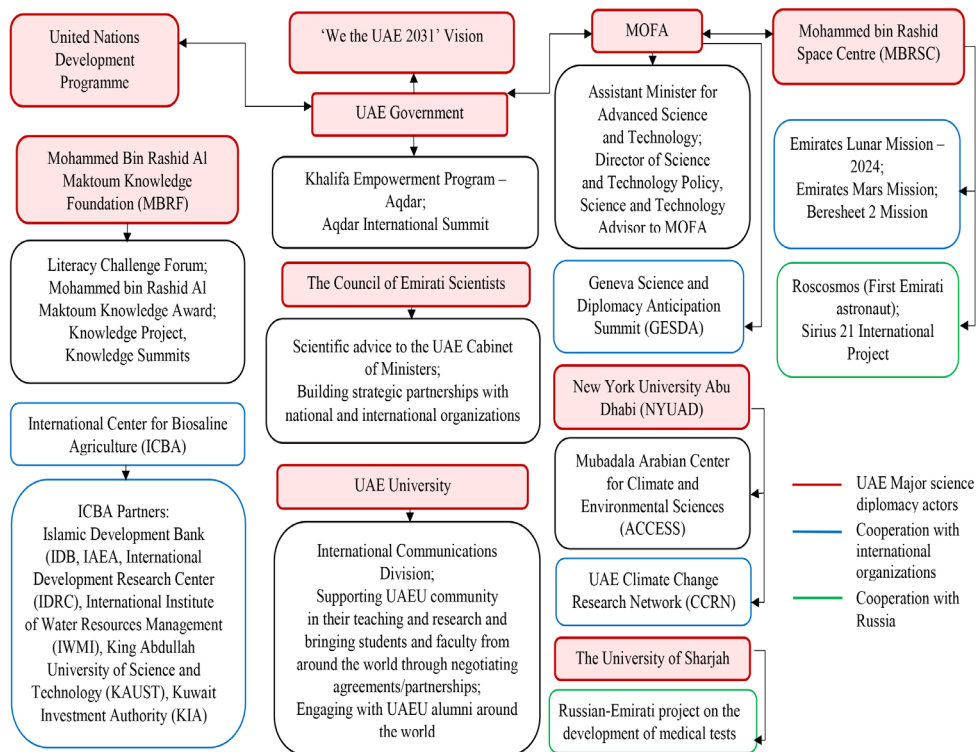 United Nations
Development
Programme
‘We the UAE 2031’ Vision
MOFA
Mohammed bin Rashid
Space Centre (MBRSC)
UAE Government
Mohammed Bin Rashid Al
Maktoum Knowledge
Foundation (MBRF)
Khalifa Empowerment Program –
Aqdar;
Aqdar International Summit
Assistant Minister for
Advanced Science
and Technology;
Director of Science
and Technology Policy,
Science and Technology
Advisor to MOFA
Emirates Lunar Mission –
2024;
Emirates Mars Mission;
Beresheet 2 Mission
Literacy Challenge Forum;
Mohammed bin Rashid Al
Maktoum Knowledge Award;
Knowledge Project,
Knowledge Summits
The Council of Emirati Scientists
Geneva Science and
Diplomacy Anticipation
Summit (GESDA)
Roscosmos (First Emirati
astronaut);
Sirius 21 International
Project
Scientific advice to the UAE Cabinet
of Ministers;
Building strategic partnerships with
national and international organizations
New York University Abu
Dhabi (NYUAD)
International Center for Biosaline
Agriculture (ICBA)
Mubadala Arabian Center
for Climate and
Environmental Sciences
(ACCESS)
UAE University
ICBA Partners:
Islamic Development Bank
(IDB, IAEA, International
Development Research Center
(IDRC), International Institute
of Water Resources Management
(IWMI), King Abdullah
University of Science and
Technology (KAUST), Kuwait
Investment Authority (KIA)
International Communications
Division;
Supporting UAEU community
in their teaching and research and
bringing students and faculty from
around the world through negotiating
agreements/partnerships;
Engaging with UAEU alumni around
the world
UAE Climate Change
Research Network (CCRN)
The University of Sharjah
Russian-Emirati project on the
development of medical tests
UAE Major science
diplomacy actors
Cooperation with
international
organizations
Cooperation with
Russia